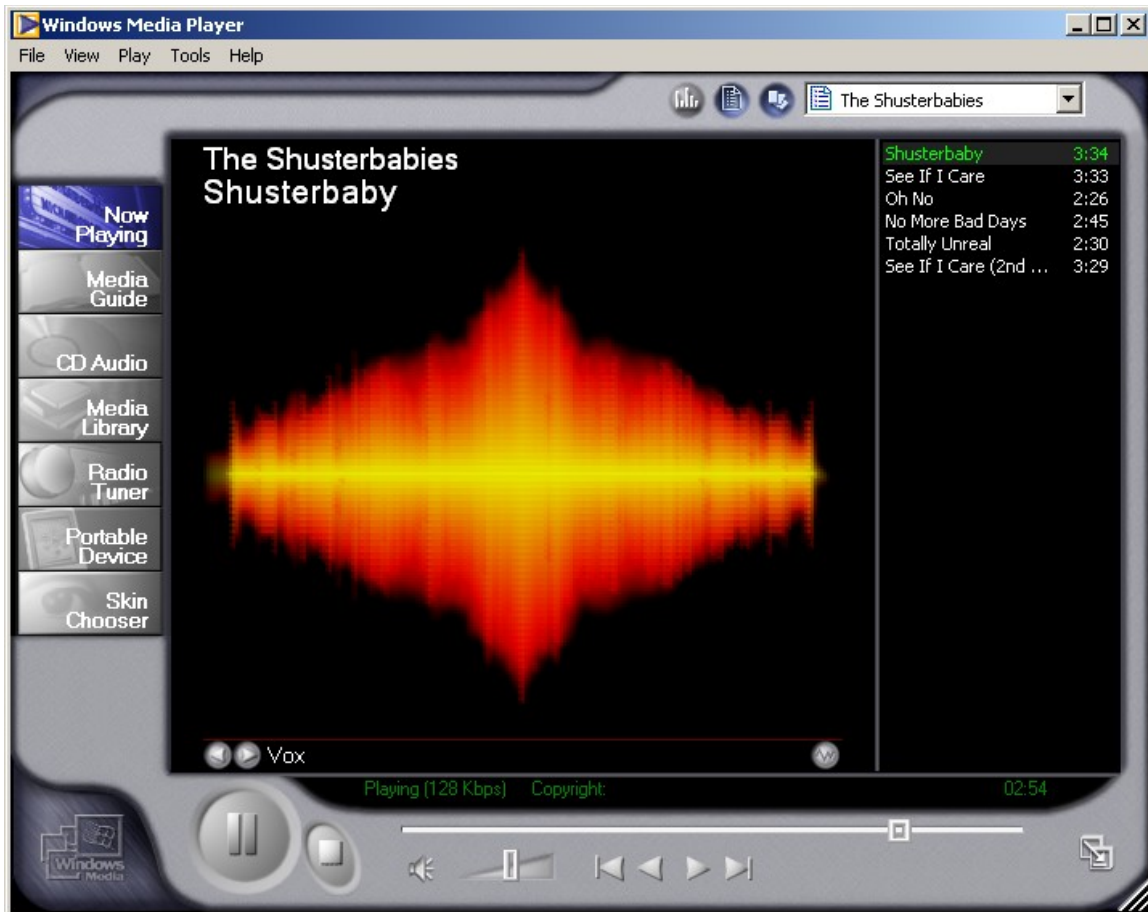 Windows Media Player
File View Play Tools Help
The Shusterbabies
The Shusterbabies
Shusterbaby
Now
Playing
Media
Guide
CD Audio
Media
Library
Radio
Tuner
Portable
Device
Skin
Chooser
Shusterbaby 3:34
See If I Care 3:33
Oh No 2:26
No More Bad Days 2:45
Totally Unreal 2:30
See If I Care (2nd ... 3:29
Vox
Playing (128 Kbps) Copyright: 02:54
Windows
Media